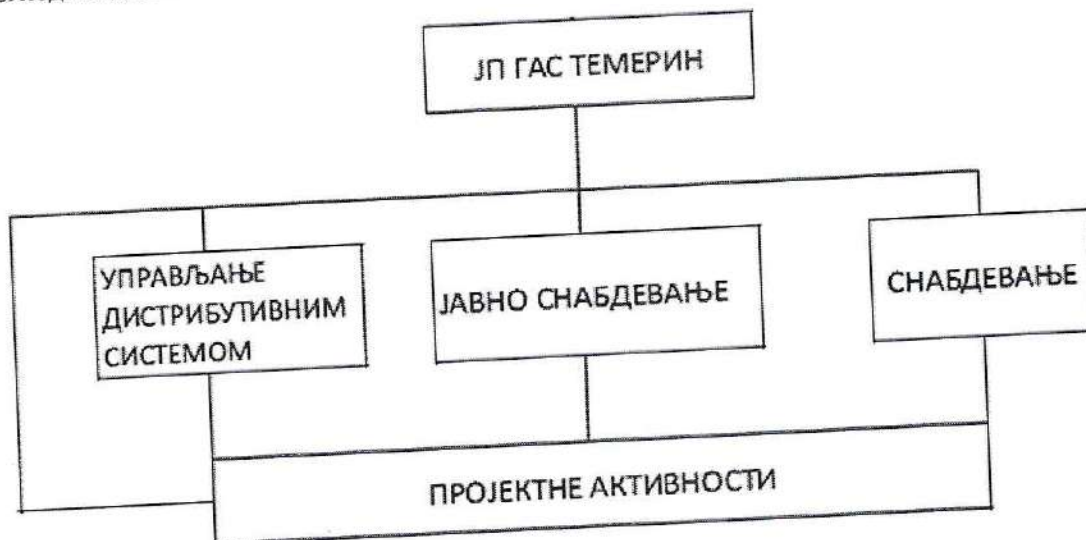 ЈП ГАС ТЕМЕРИН
УПРАВЉАЊЕ
ДИСТРИБУТИВНИМ
СИСТЕМОМ
ЈАВНО СНАБДЕВАЊЕ
СНАБДЕВАЊЕ
ПРОЈЕКТНЕ АКТИВНОСТИ